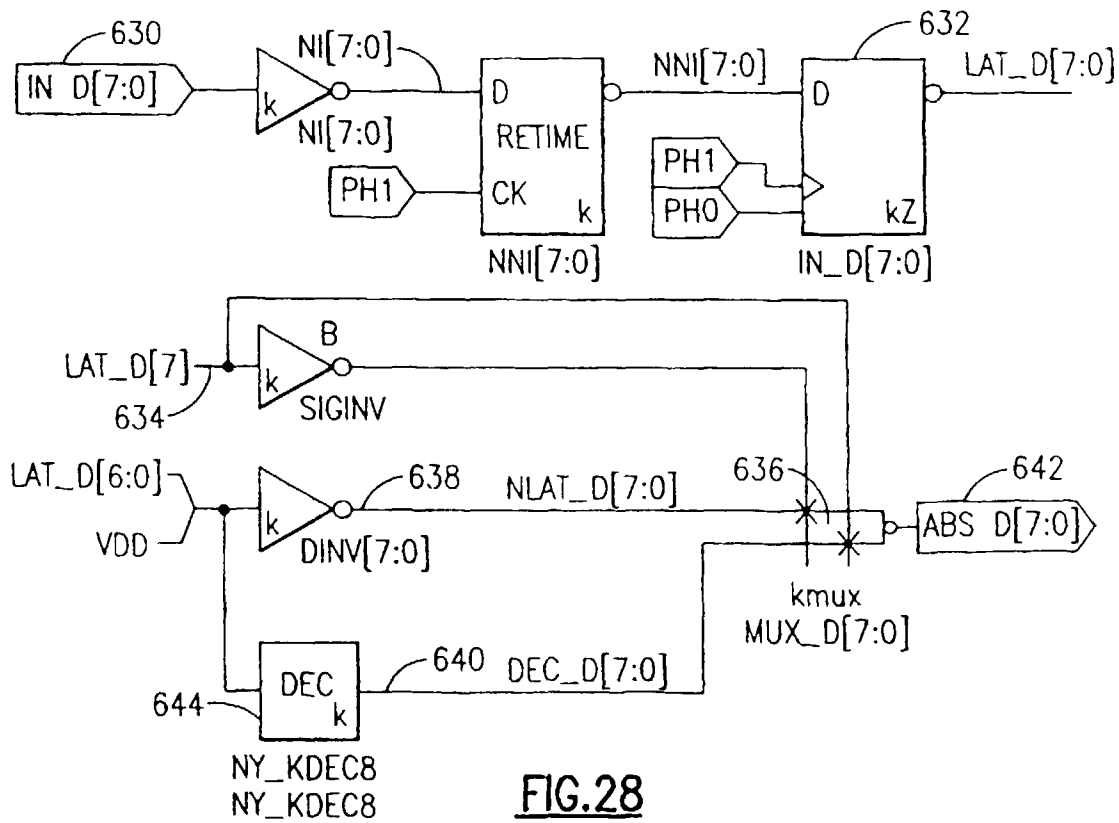 630
IN D[7:0]
k
NI[7:0]
NI[7:0]
D
RETIME
CK
k
PH1
NNI[7:0]
NNI[7:0]
632
D
PH1
PH0
kZ
IN_D[7:0]
LAT_D[7:0]
LAT_D[7]
634
k
B
SIGINV
LAT_D[6:0]
VDD
k
638
DINV[7:0]
NLAT_D[7:0]
636
642
ABS D[7:0]
kmux
MUX_D[7:0]
644
DEC
k
640
DEC_D[7:0]
NY_KDEC8
NY_KDEC8
FIG.28